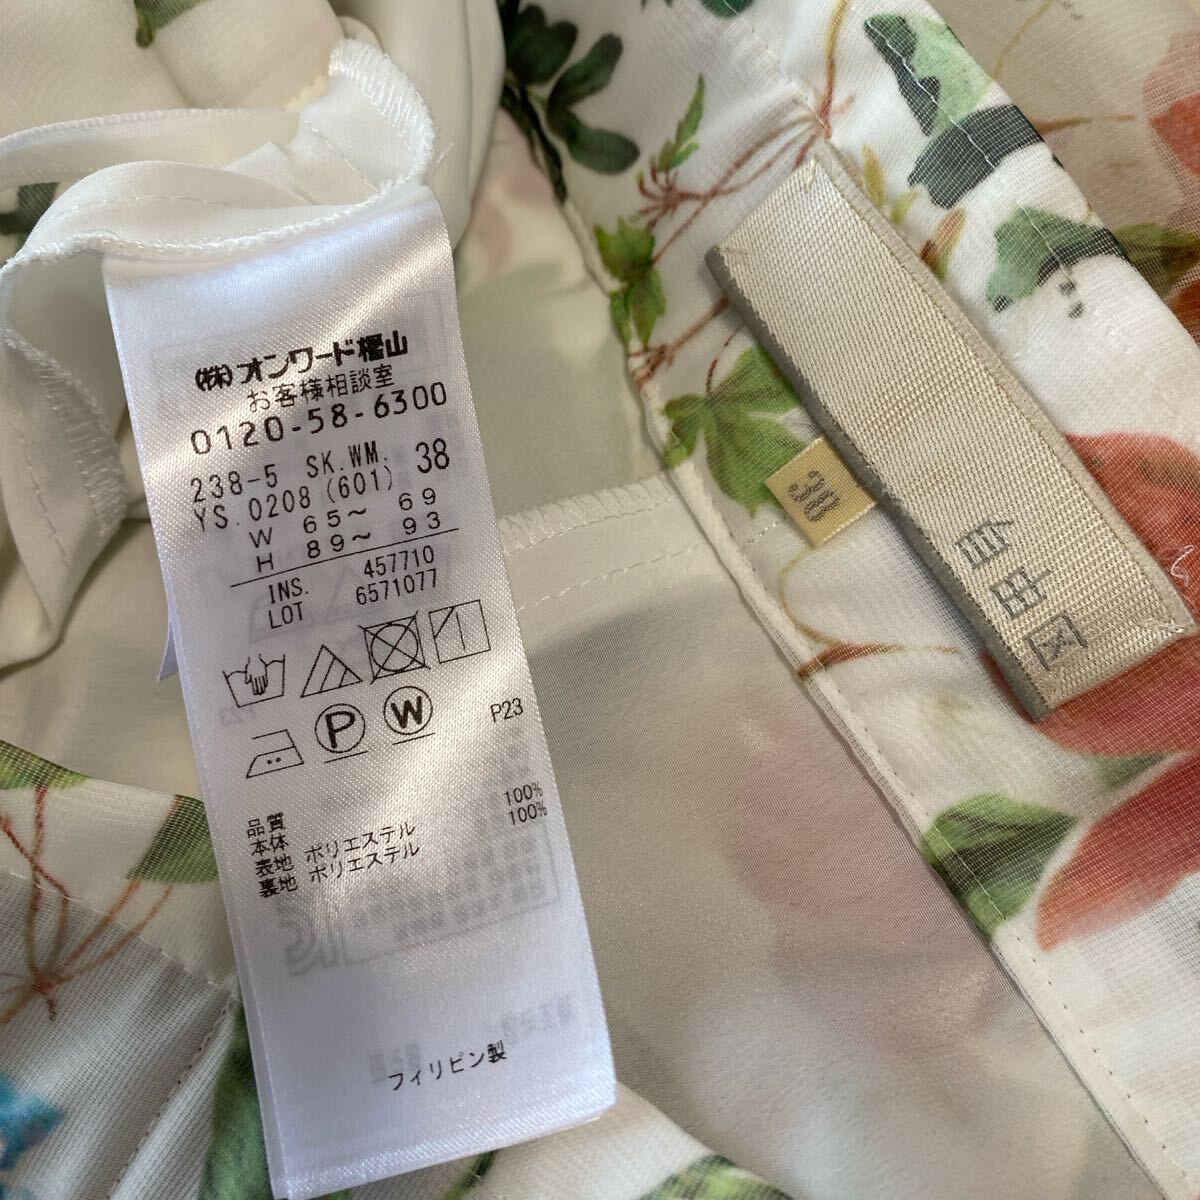 (株)オンワード樫山
お客様相談室
0120-58-6300
238-5 SK.WM. 38
YS.0208 (601)
W 65～ 69
H 89～ 93
INS. 457710
LOT 6571077
P W P23
品質
本体
表地 ポリエステル 100%
裏地 ポリエステル 100%
フィリピン製
38
自由区